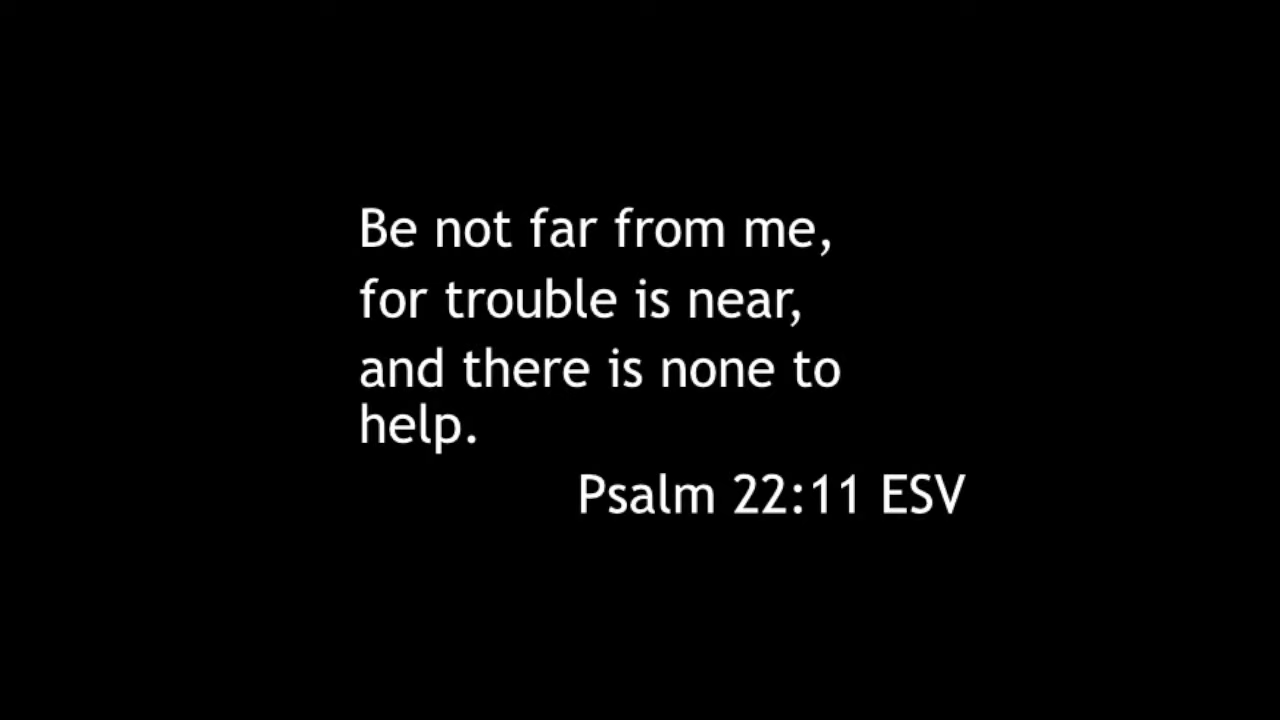 Be not far from me,
for trouble is near,
and there is none to
help.
Psalm 22:11 ESV